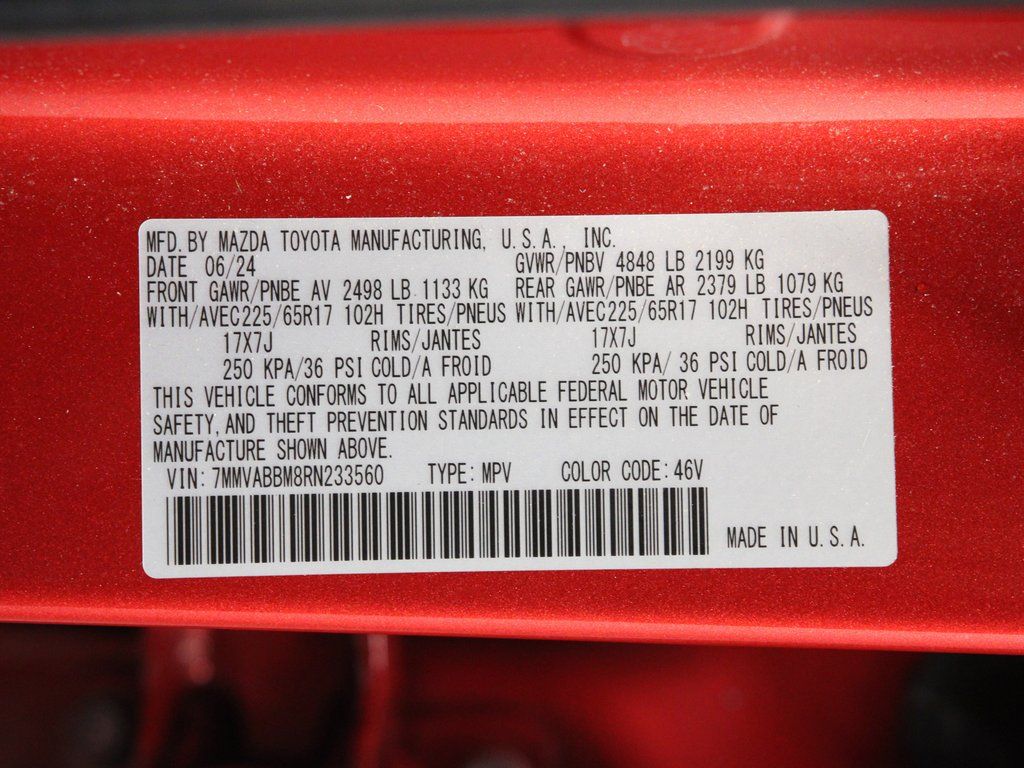 MFD. BY MAZDA TOYOTA MANUFACTURING, U.S.A., INC.
DATE 06/24 GVWR/PNBV 4848 LB 2199 KG
FRONT GAWR/PNBE AV 2498 LB 1133 KG REAR GAWR/PNBE AR 2379 LB 1079 KG
WITH/AVEC225/65R17 102H TIRES/PNEUS WITH/AVEC225/65R17 102H TIRES/PNEUS
17X7J RIMS/JANTES 17X7J RIMS/JANTES
250 KPA/36 PSI COLD/A FROID 250 KPA/ 36 PSI COLD/A FROID
THIS VEHICLE CONFORMS TO ALL APPLICABLE FEDERAL MOTOR VEHICLE
SAFETY, AND THEFT PREVENTION STANDARDS IN EFFECT ON THE DATE OF
MANUFACTURE SHOWN ABOVE.
VIN: 7MMVABBM8RN233560 TYPE: MPV COLOR CODE: 46V
MADE IN U.S.A.